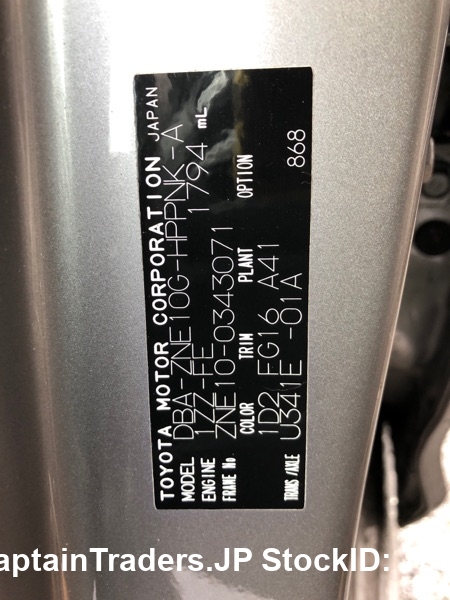 TOYOTA MOTOR CORPORATION JAPAN
MODEL DBA-ZNE10G-HPPNK-A
ENGINE 1ZZ-FE 1794 mL
FRAME No. ZNE10-0343071
COLOR TRIM PLANT OPTION
1D2 FG16 A41
TRANS/AXLE U341E -01A 868
aptainTraders.JP StockID: